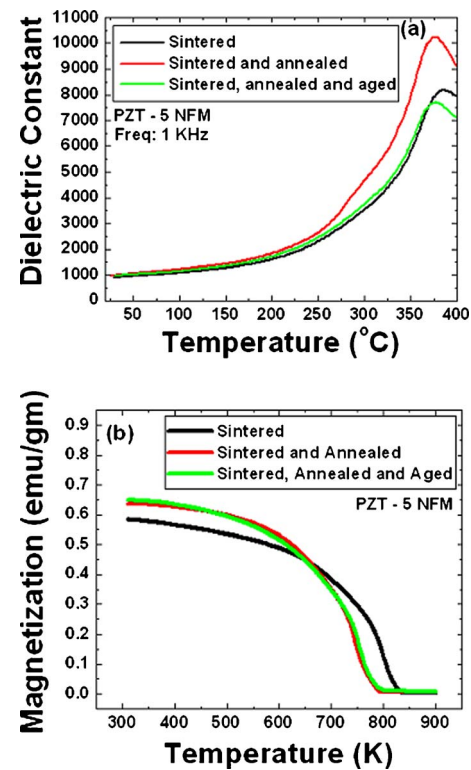 11000
10000
9000
8000
7000
6000
5000
4000
3000
2000
1000
0
Dielectric Constant
(a)
Sintered
Sintered and annealed
Sintered, annealed and aged
PZT - 5 NFM
Freq: 1 KHz
50 100 150 200 250 300 350 400
Temperature (°C)
0.9
0.8
0.7
0.6
0.5
0.4
0.3
0.2
0.1
0.0
Magnetization (emu/gm)
(b)
Sintered
Sintered and Annealed
Sintered, Annealed and Aged
PZT - 5 NFM
300 400 500 600 700 800 900
Temperature (K)